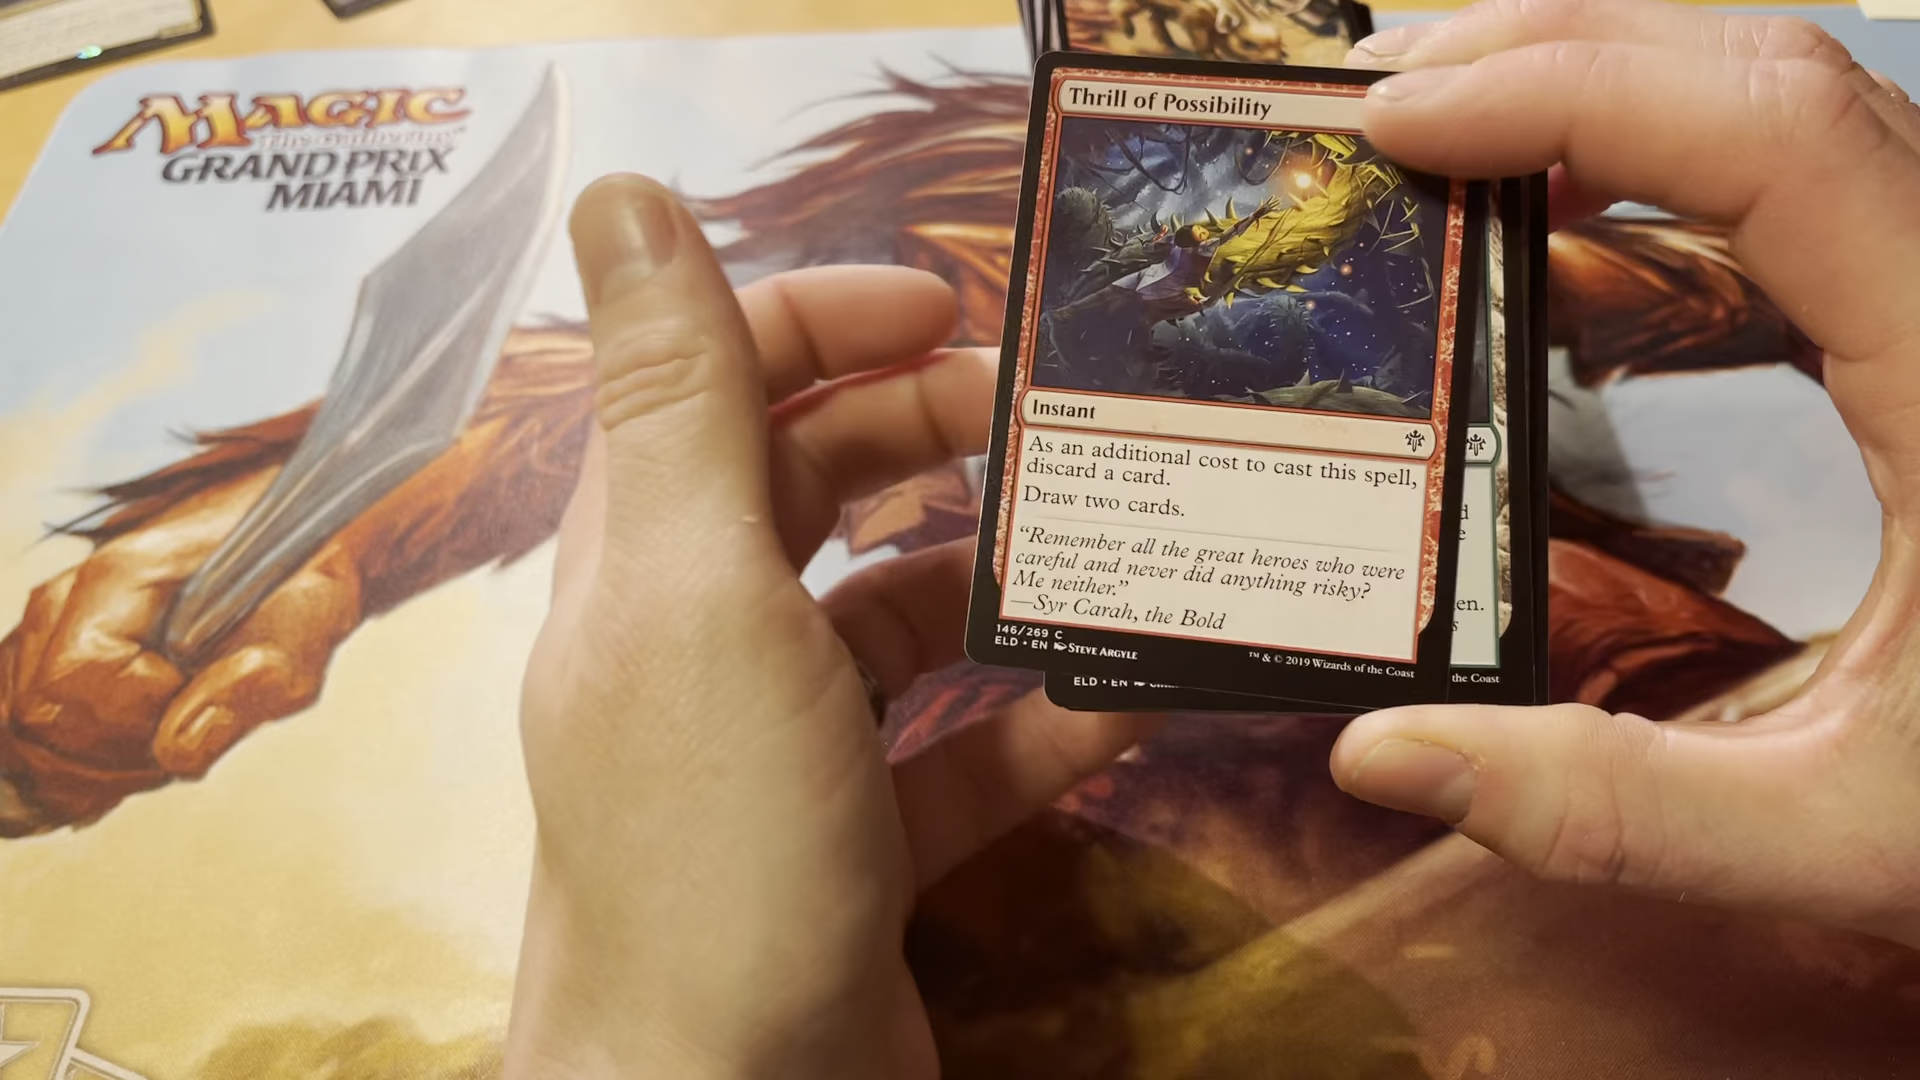 MAGIC
The Gathering
GRAND PRIX
MIAMI
Thrill of Possibility
Instant
As an additional cost to cast this spell,
discard a card.
Draw two cards.
“Remember all the great heroes who were
careful and never did anything risky?
Me neither.”
—Syr Carah, the Bold
146/269 C
ELD • EN STEVE ARGYLE
™ & © 2019 Wizards of the Coast
ELD • EN
en.
the Coast